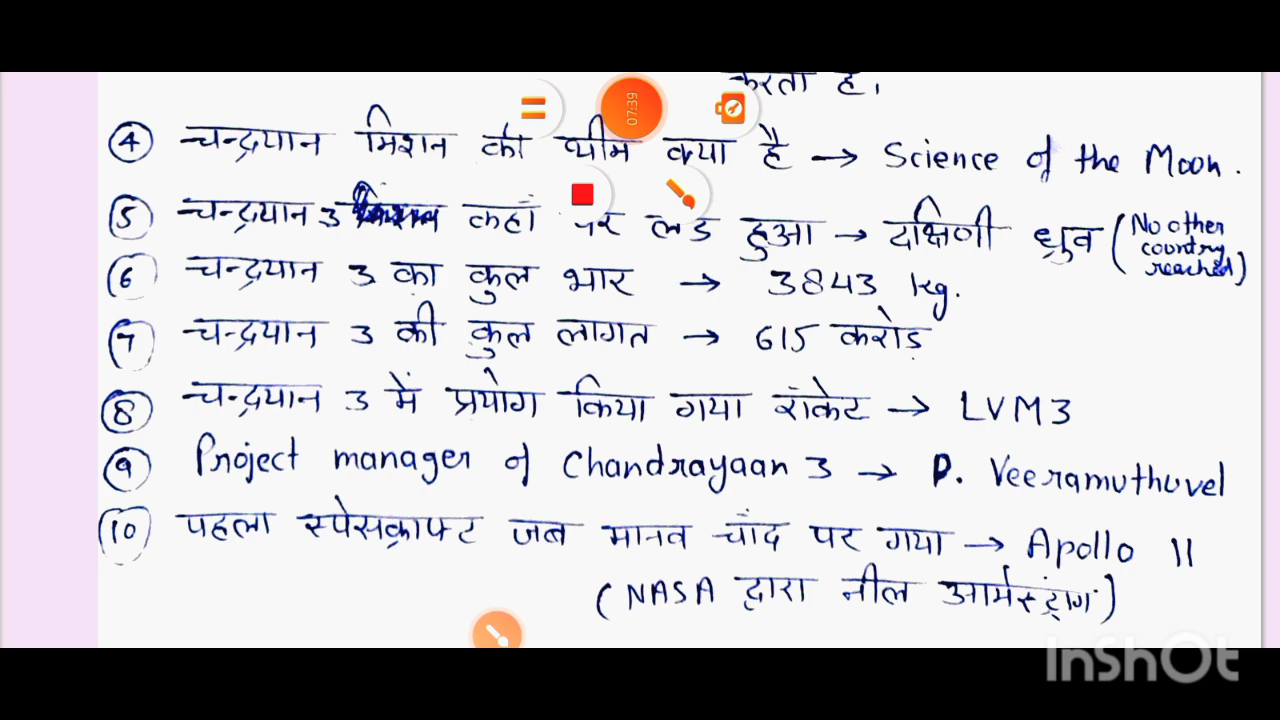 करता है।
07:39
④ चन्द्रयान मिशन की थीम क्या है → Science of the Moon.
⑤ चन्द्रयान 3 कहाँ पर लैंड हुआ → दक्षिणी ध्रुव (No other country reached)
⑥ चन्द्रयान 3 का कुल भार → 3843 kg.
⑦ चन्द्रयान 3 की कुल लागत → 615 करोड़
⑧ चन्द्रयान 3 में प्रयोग किया गया रॉकेट → LVM3
⑨ Project manager of Chandrayaan 3 → P. Veeramuthuvel
⑩ पहला स्पेसक्राफ्ट जब मानव चाँद पर गया → Apollo 11
(NASA द्वारा नील आर्मस्ट्रांग)
InShOt